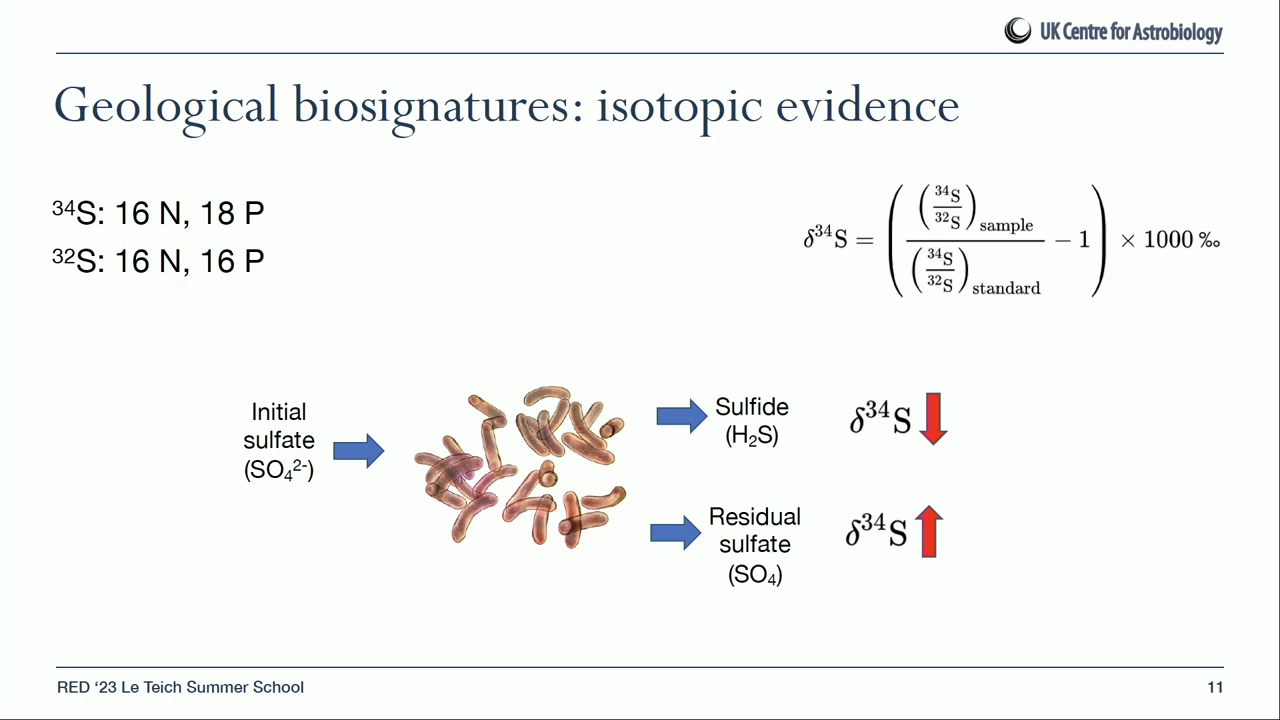 UK Centre for Astrobiology
Geological biosignatures: isotopic evidence
³⁴S: 16 N, 18 P
³²S: 16 N, 16 P
δ³⁴S = ( (³⁴S/³²S)sample / (³⁴S/³²S)standard − 1 ) × 1000 ‰
Initial
sulfate
(SO₄²⁻)
Sulfide
(H₂S)
δ³⁴S
Residual
sulfate
(SO₄)
δ³⁴S
RED ‘23 Le Teich Summer School
11